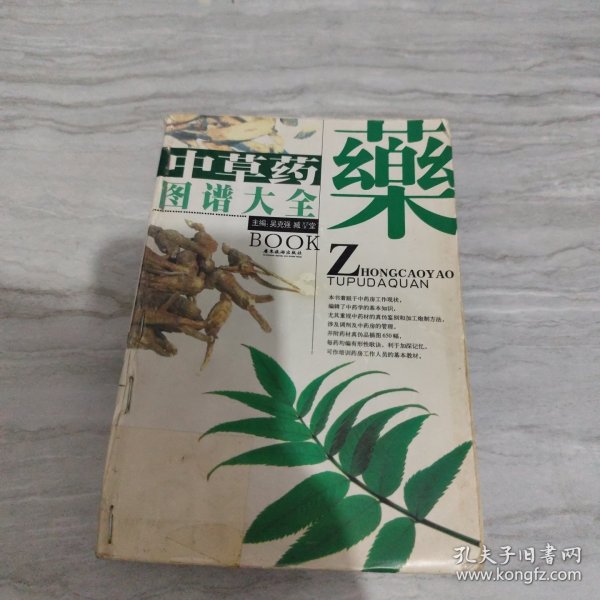 藥
中草药
图谱大全
主编:吴克强 臧堃堂
BOOK
ZHONGCAOYAO
TUPUDAQUAN
本书着眼于中药房工作现状,
编辑了中药学的基本知识,
尤其重视中药材的真伪鉴别和加工炮制方法,
涉及调剂及中药房的管理。
并附药材真伪品插图650幅,
每药均编有形性歌诀, 利于加深记忆。
可作培训药房工作人员的基本教材。
孔夫子旧书网
www.kongfz.com